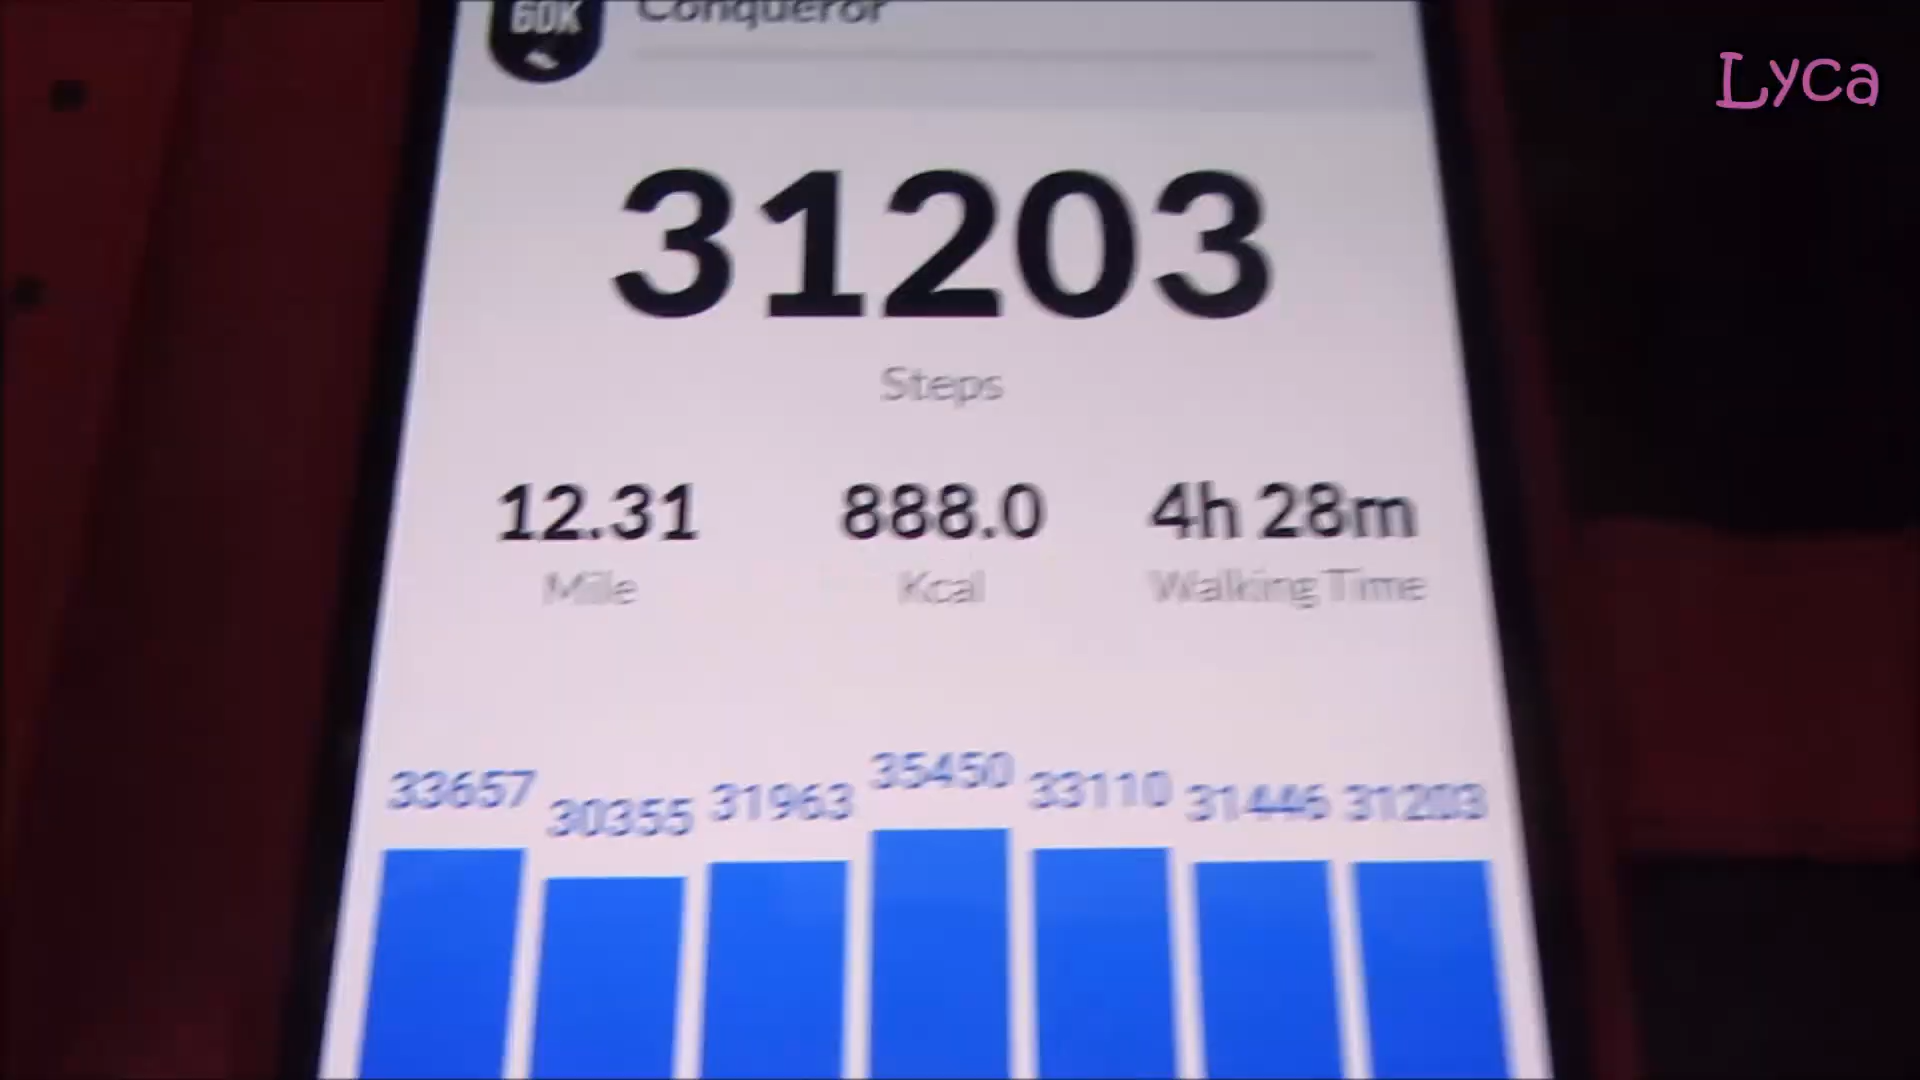 60K
Conqueror
Lyca
31203
Steps
12.31 888.0 4h 28m
Mile Kcal Walking Time
33657 30355 31963 35450 33110 31446 31203